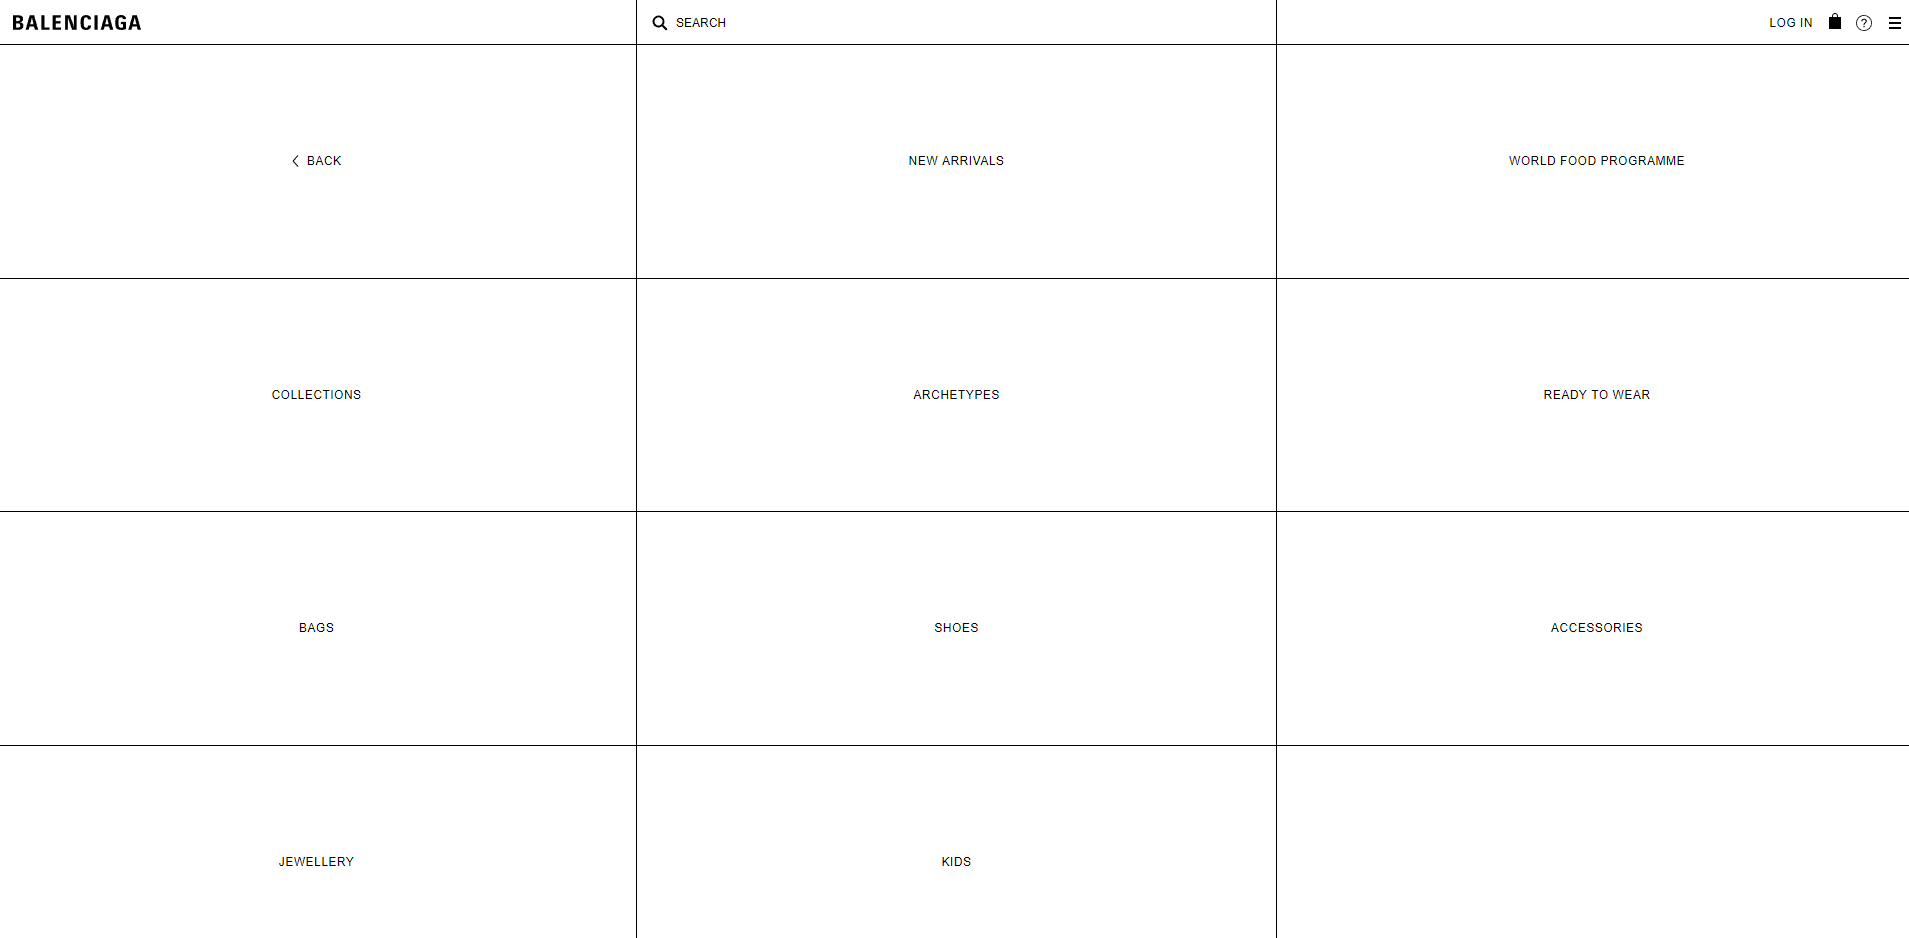 BALENCIAGA
SEARCH
LOG IN
?
BACK
NEW ARRIVALS
WORLD FOOD PROGRAMME
COLLECTIONS
ARCHETYPES
READY TO WEAR
BAGS
SHOES
ACCESSORIES
JEWELLERY
KIDS